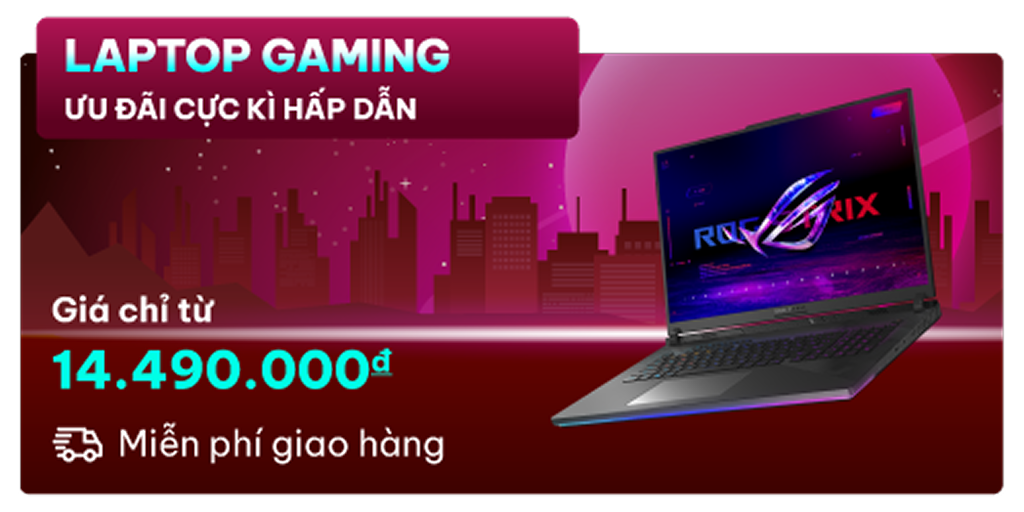 LAPTOP GAMING
ƯU ĐÃI CỰC KÌ HẤP DẪN
Giá chỉ từ
14.490.000đ
Miễn phí giao hàng